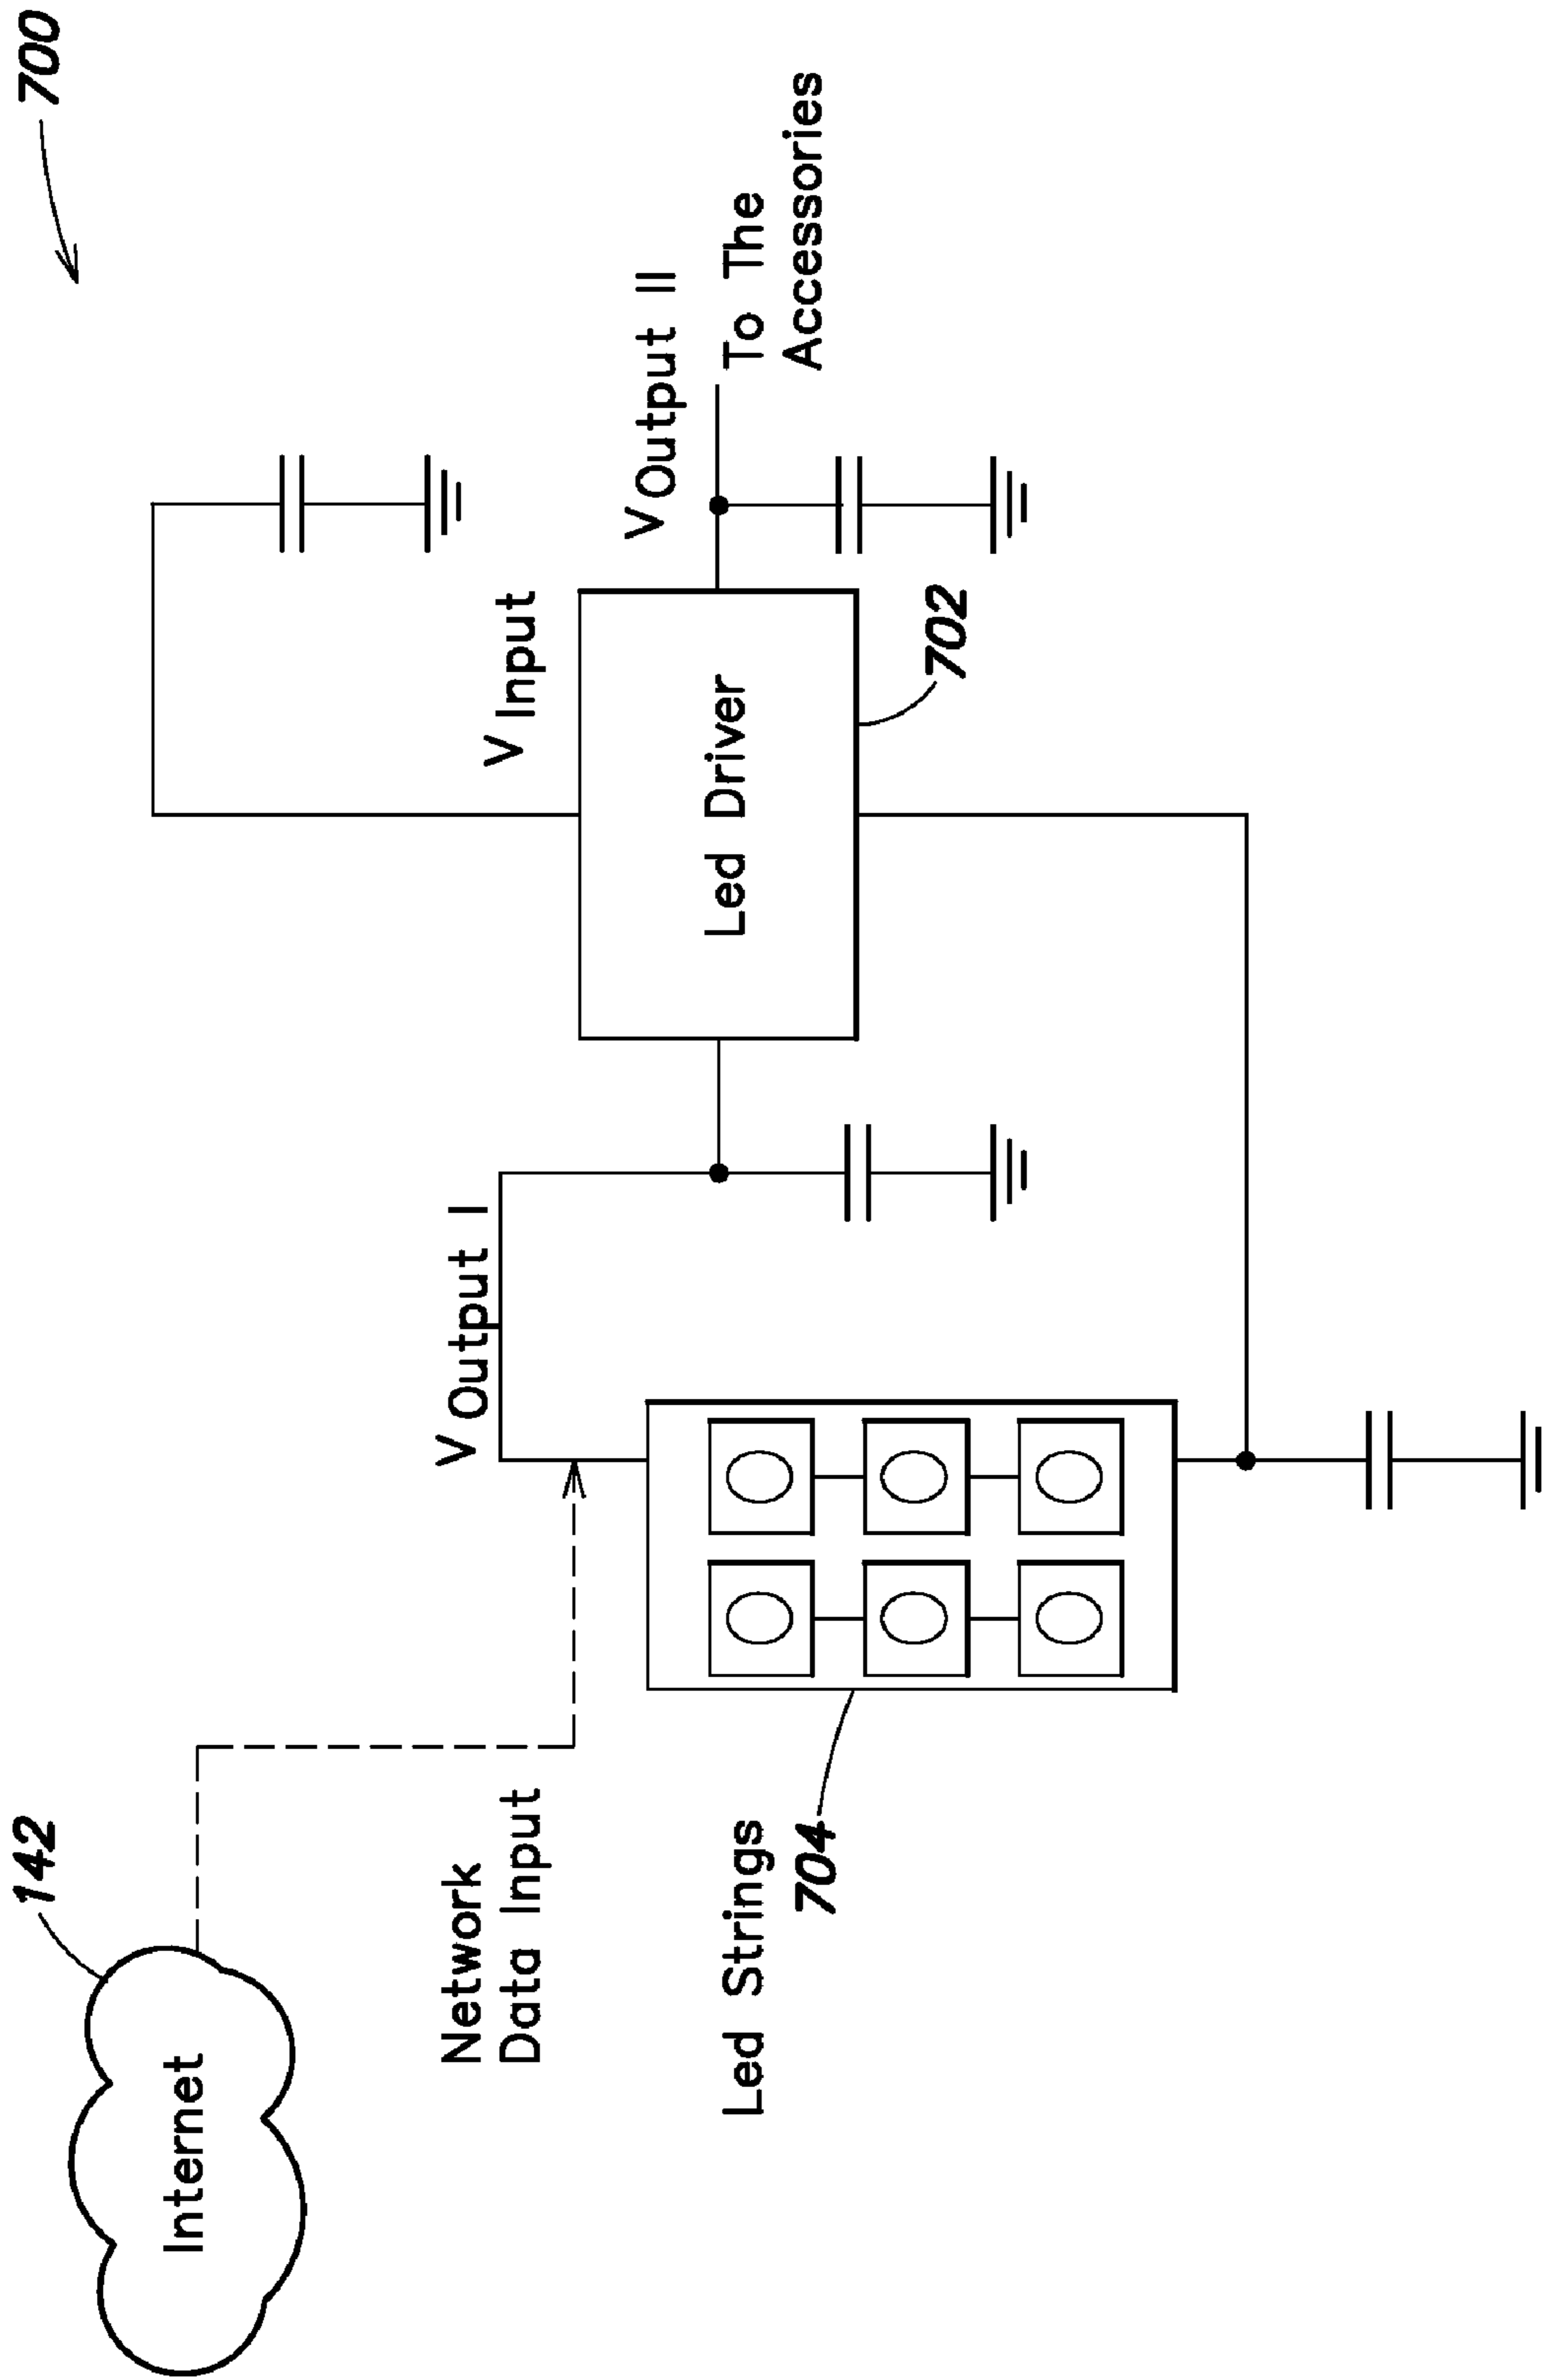 700
142
Internet
Network
Data Input
V Output I
V Input
V Output II
To The
Accessories
Led Driver
702
Led Strings
704